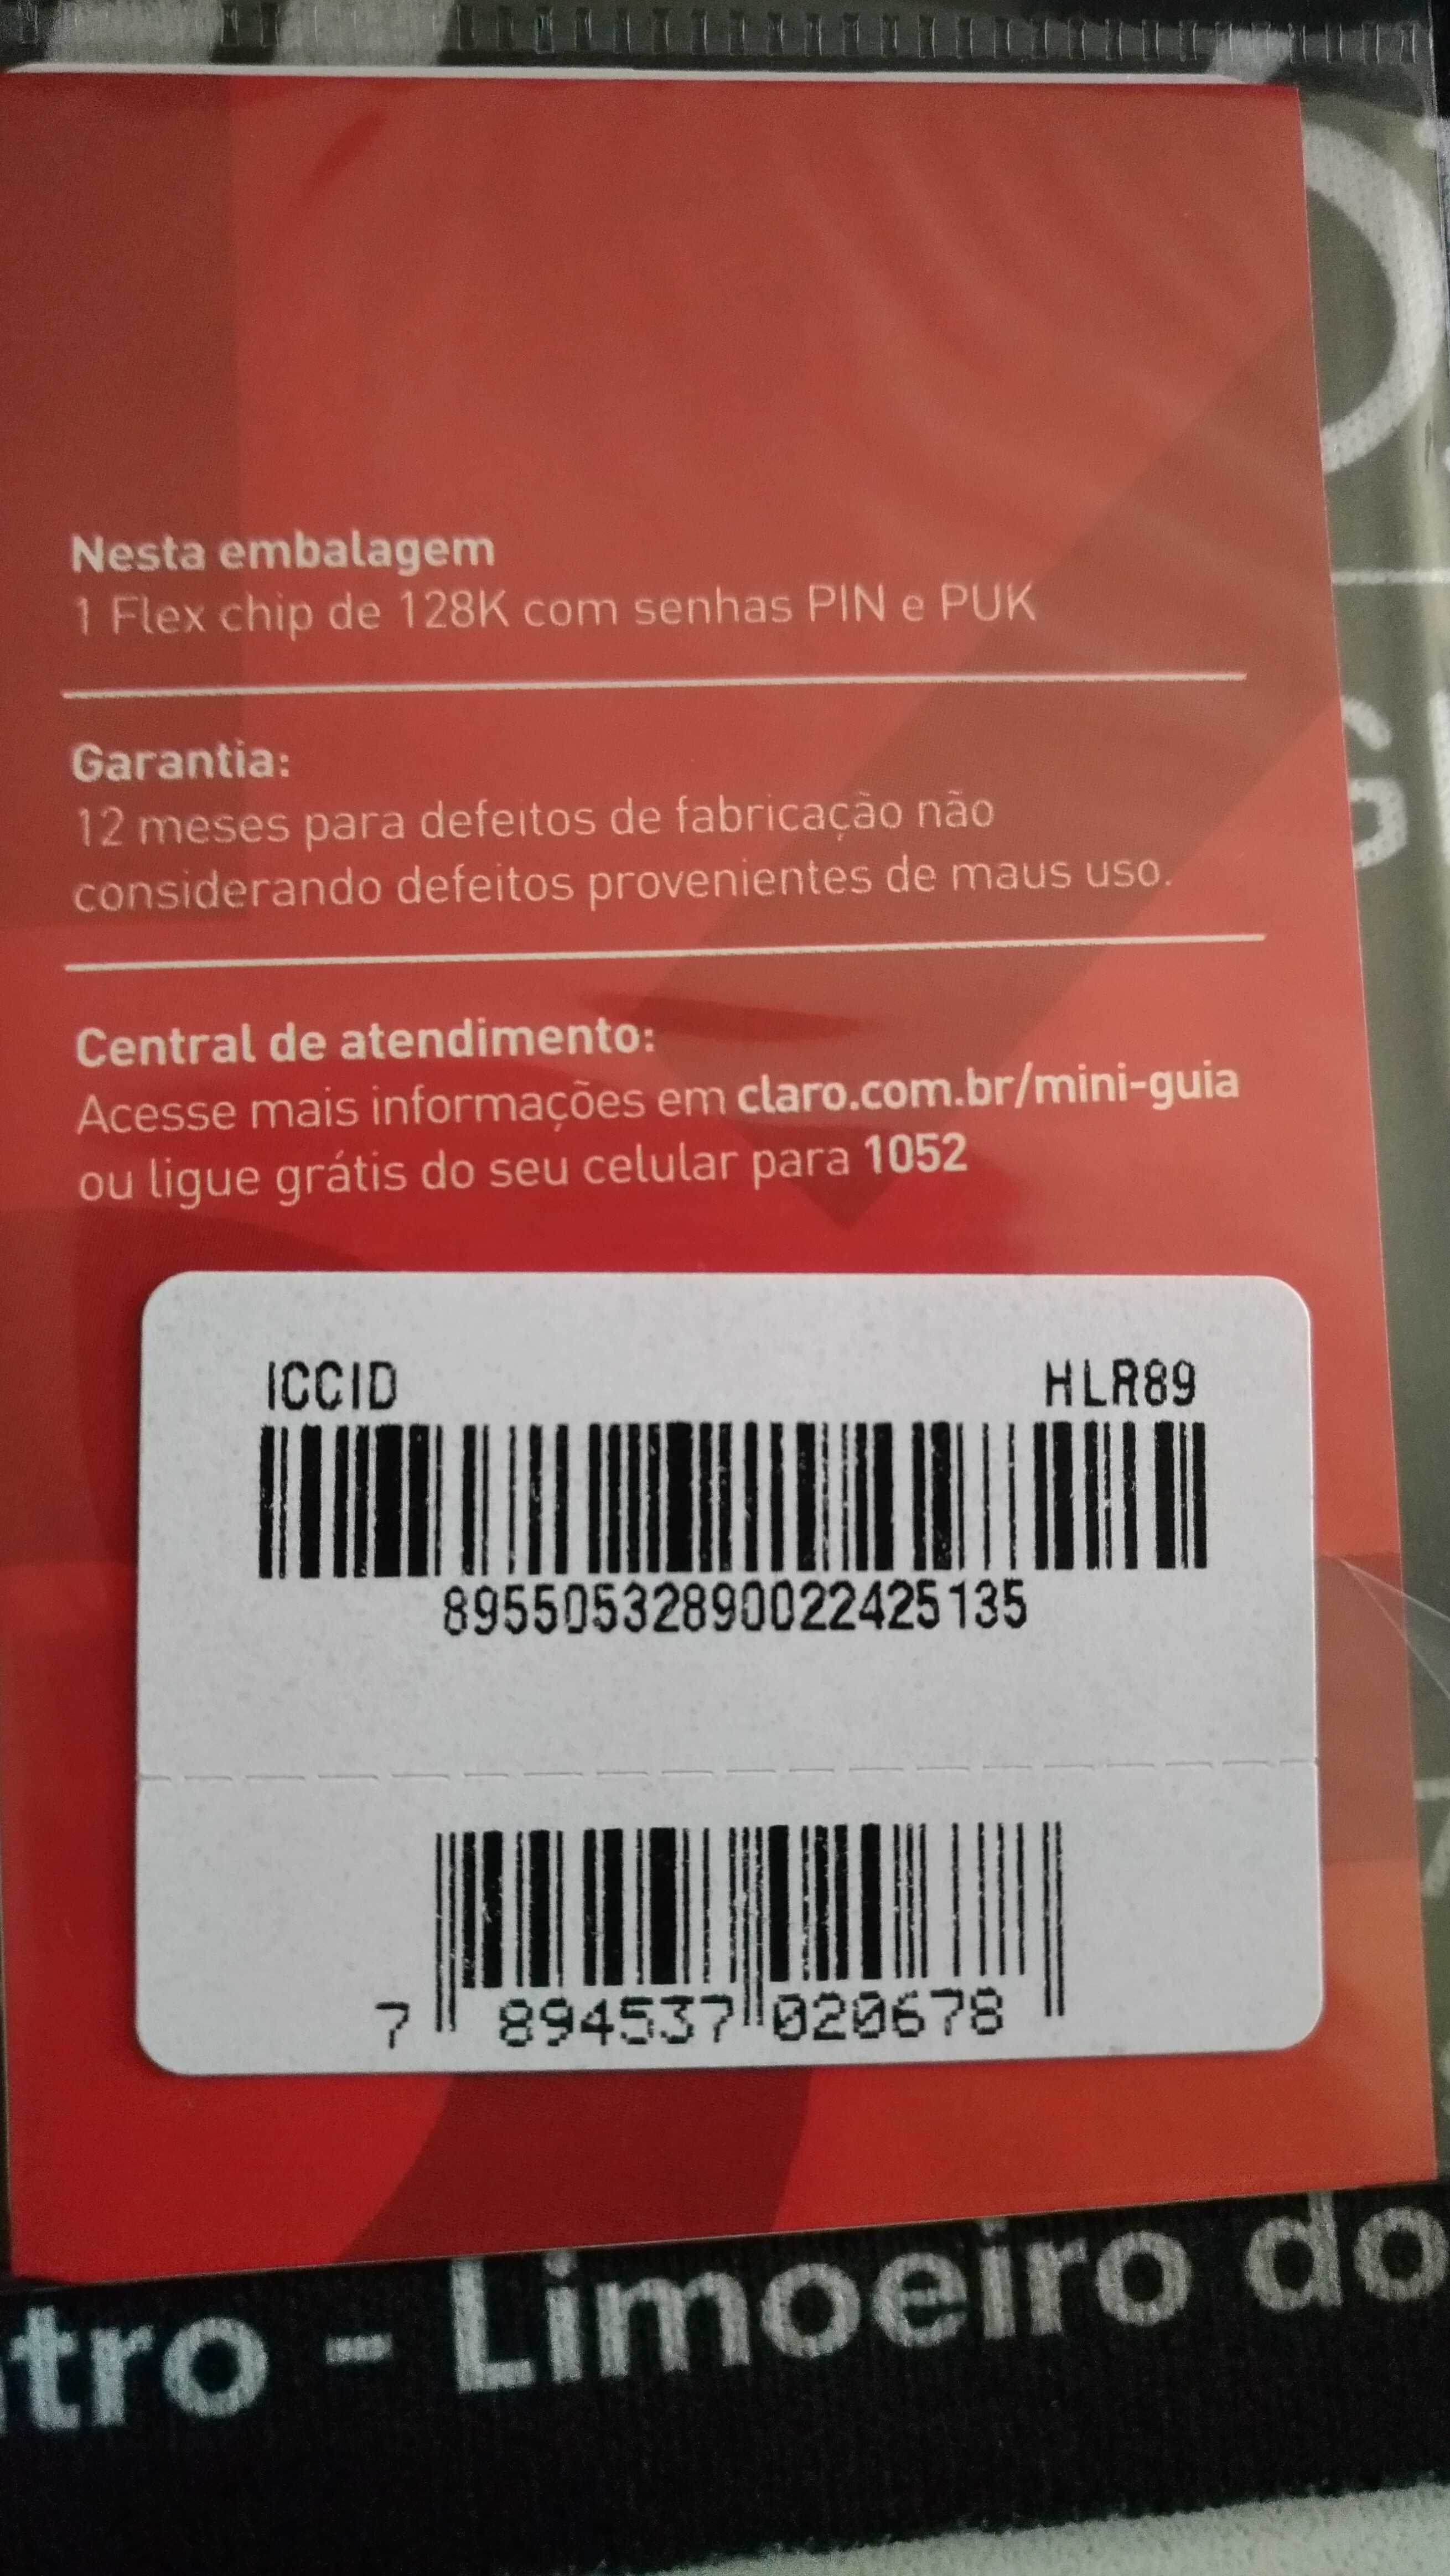 Nesta embalagem
1 Flex chip de 128K com senhas PIN e PUK
Garantia:
12 meses para defeitos de fabricação não
considerando defeitos provenientes de maus uso.
Central de atendimento:
Acesse mais informações em claro.com.br/mini-guia
ou ligue grátis do seu celular para 1052
ICCID HLR89
89550532890022425135
7 894537 020678
Limoeiro do